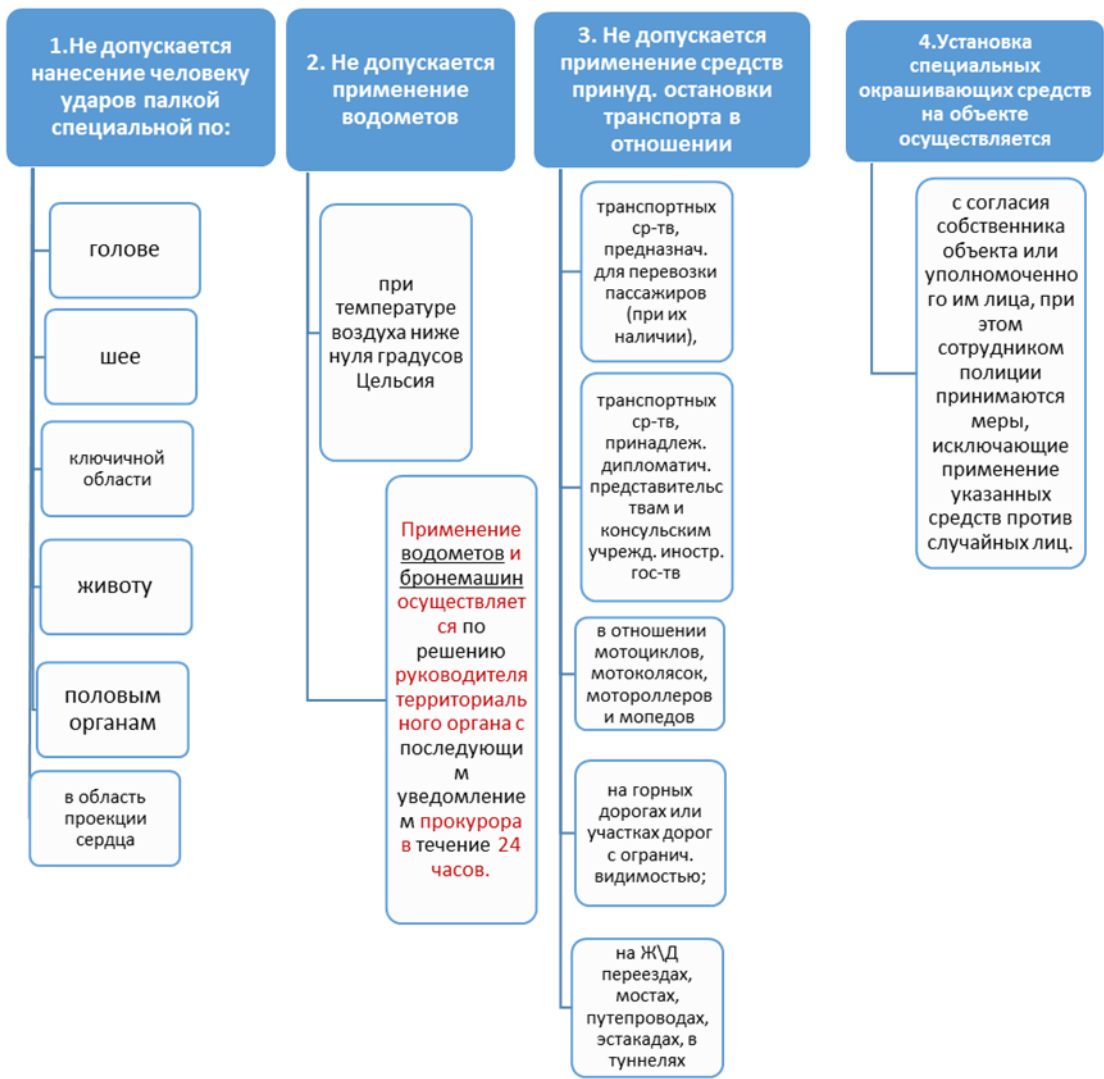 1.Не допускается
нанесение человеку
ударов палкой
специальной по:
голове
шее
ключичной
области
животу
половым
органам
в область
проекции
сердца
2. Не допускается
применение
водометов
при
температуре
воздуха ниже
нуля градусов
Цельсия
Применение
водометов и
бронемашин
осуществляет
ся по
решению
руководителя
территориаль
ного органа с
последующи
м
уведомление
м прокурора
в течение 24
часов.
3. Не допускается
применение средств
принуд. остановки
транспорта в
отношении
транспортных
ср-тв,
предназнач.
для перевозки
пассажиров
(при их
наличии),
транспортных
ср-тв,
принадлеж.
дипломатич.
представительс
твам и
консульским
учрежд. иностр.
гос-тв
в отношении
мотоциклов,
мотоколясок,
мотороллеров
и мопедов
на горных
дорогах или
участках дорог
с огранич.
видимостью;
на Ж\Д
переездах,
мостах,
путепроводах,
эстакадах, в
туннелях
4.Установка
специальных
окрашивающих средств
на объекте
осуществляется
с согласия
собственника
объекта или
уполномоченно
го им лица, при
этом
сотрудником
полиции
принимаются
меры,
исключающие
применение
указанных
средств против
случайных лиц.